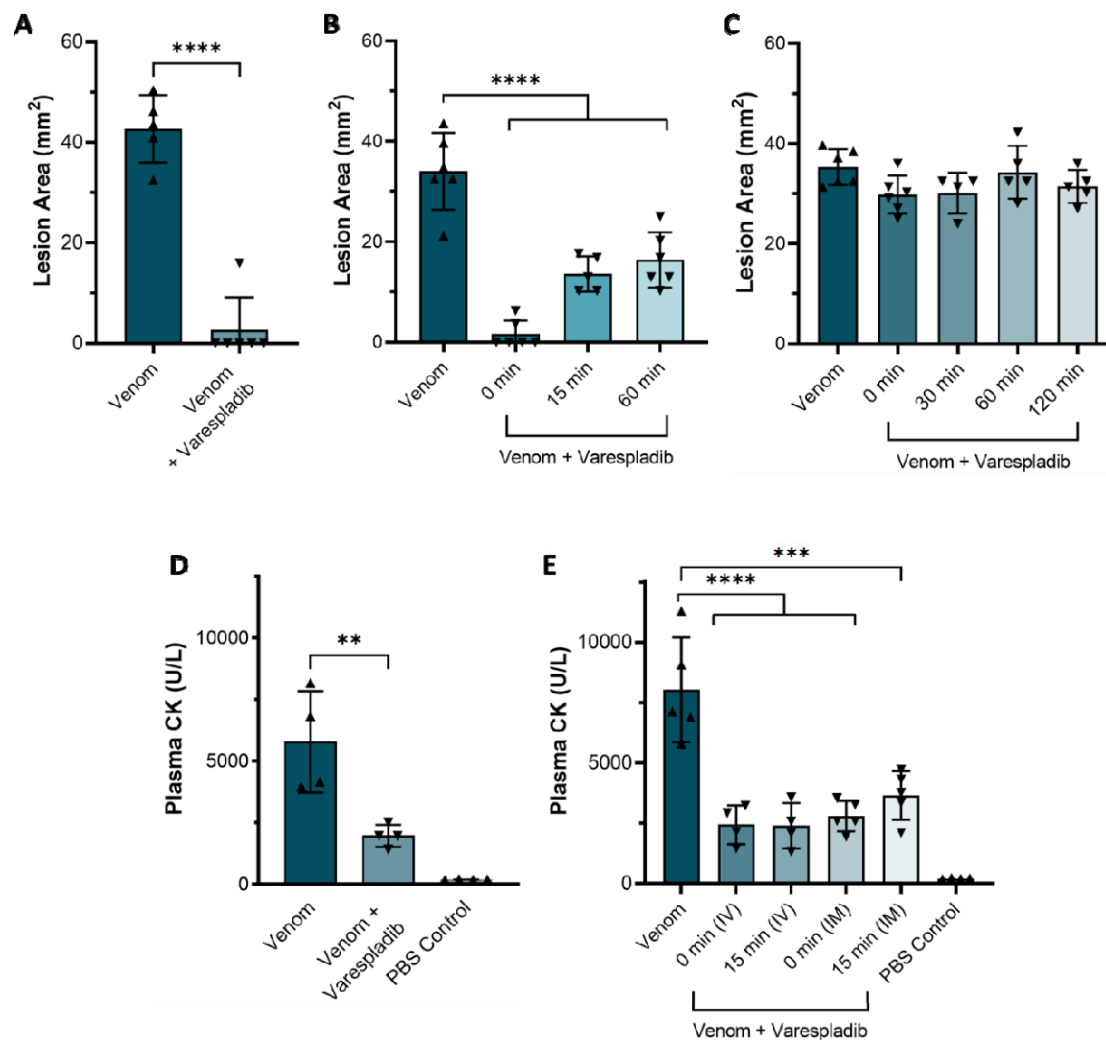 A
Lesion Area (mm²)
60
40
20
0
****
Venom
Venom
+ Varespladib
B
Lesion Area (mm²)
60
40
20
0
****
Venom
0 min
15 min
60 min
Venom + Varespladib
C
Lesion Area (mm²)
60
40
20
0
Venom
0 min
30 min
60 min
120 min
Venom + Varespladib
D
Plasma CK (U/L)
10000
5000
0
**
Venom
Venom +
Varespladib
PBS Control
E
Plasma CK (U/L)
10000
5000
0
***
****
Venom
0 min (IV)
15 min (IV)
0 min (IM)
15 min (IM)
PBS Control
Venom + Varespladib